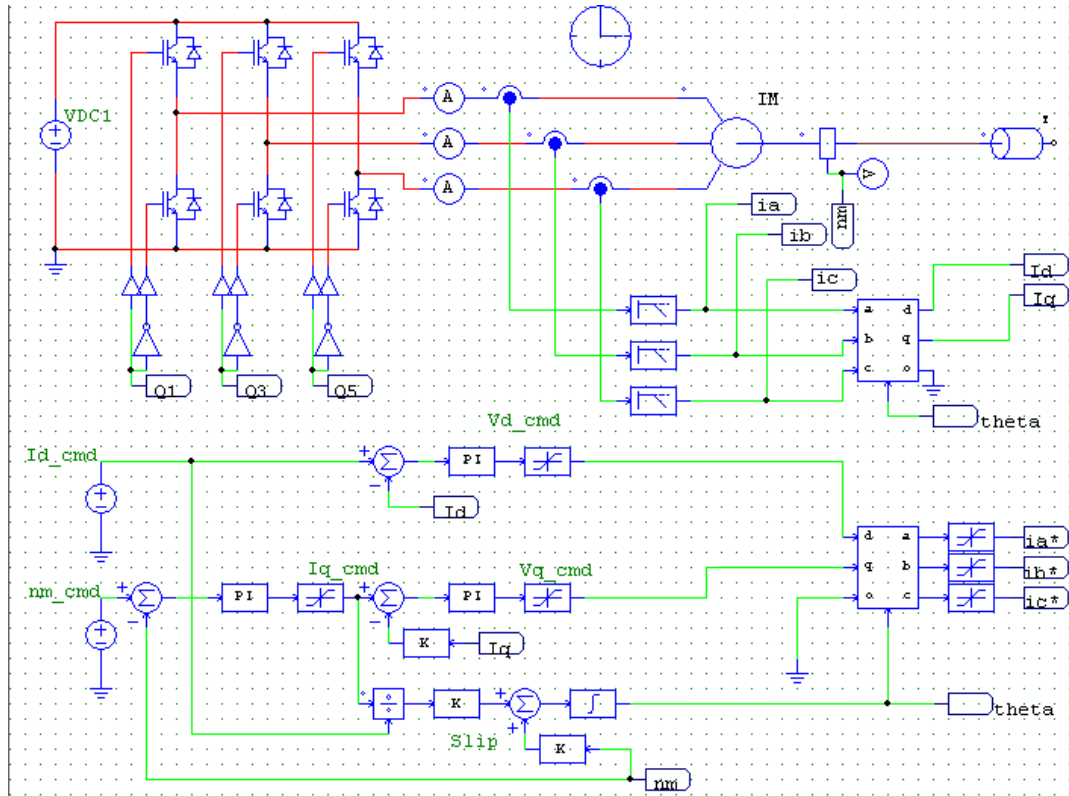 VDC1
A
A
A
IM
T
V
nm
ia
ib
ic
Id
Iq
a d
b q
c o
theta
Q1
Q3
Q5
Vd_cmd
Id_cmd
PI
Id
nm_cmd
PI
Iq_cmd
PI
Vq_cmd
K
Iq
d a
q b
o c
ia*
ib*
ic*
K
Slip
K
theta
nm